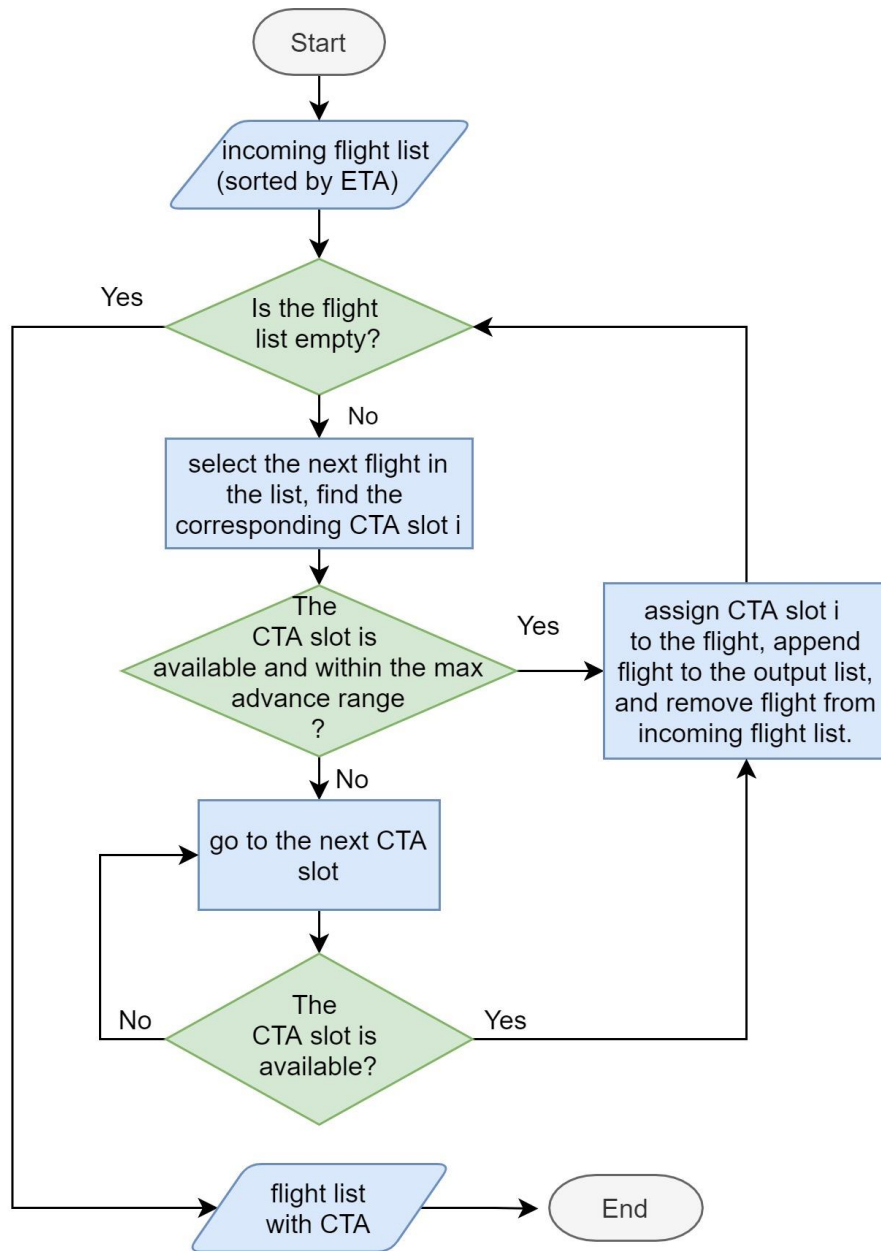 Start
incoming flight list
(sorted by ETA)
Yes
Is the flight
list empty?
No
select the next flight in
the list, find the
corresponding CTA slot i
The
CTA slot is
available and within the max
advance range
?
Yes
assign CTA slot i
to the flight, append
flight to the output list,
and remove flight from
incoming flight list.
No
go to the next CTA
slot
No
The
CTA slot is
available?
Yes
flight list
with CTA
End